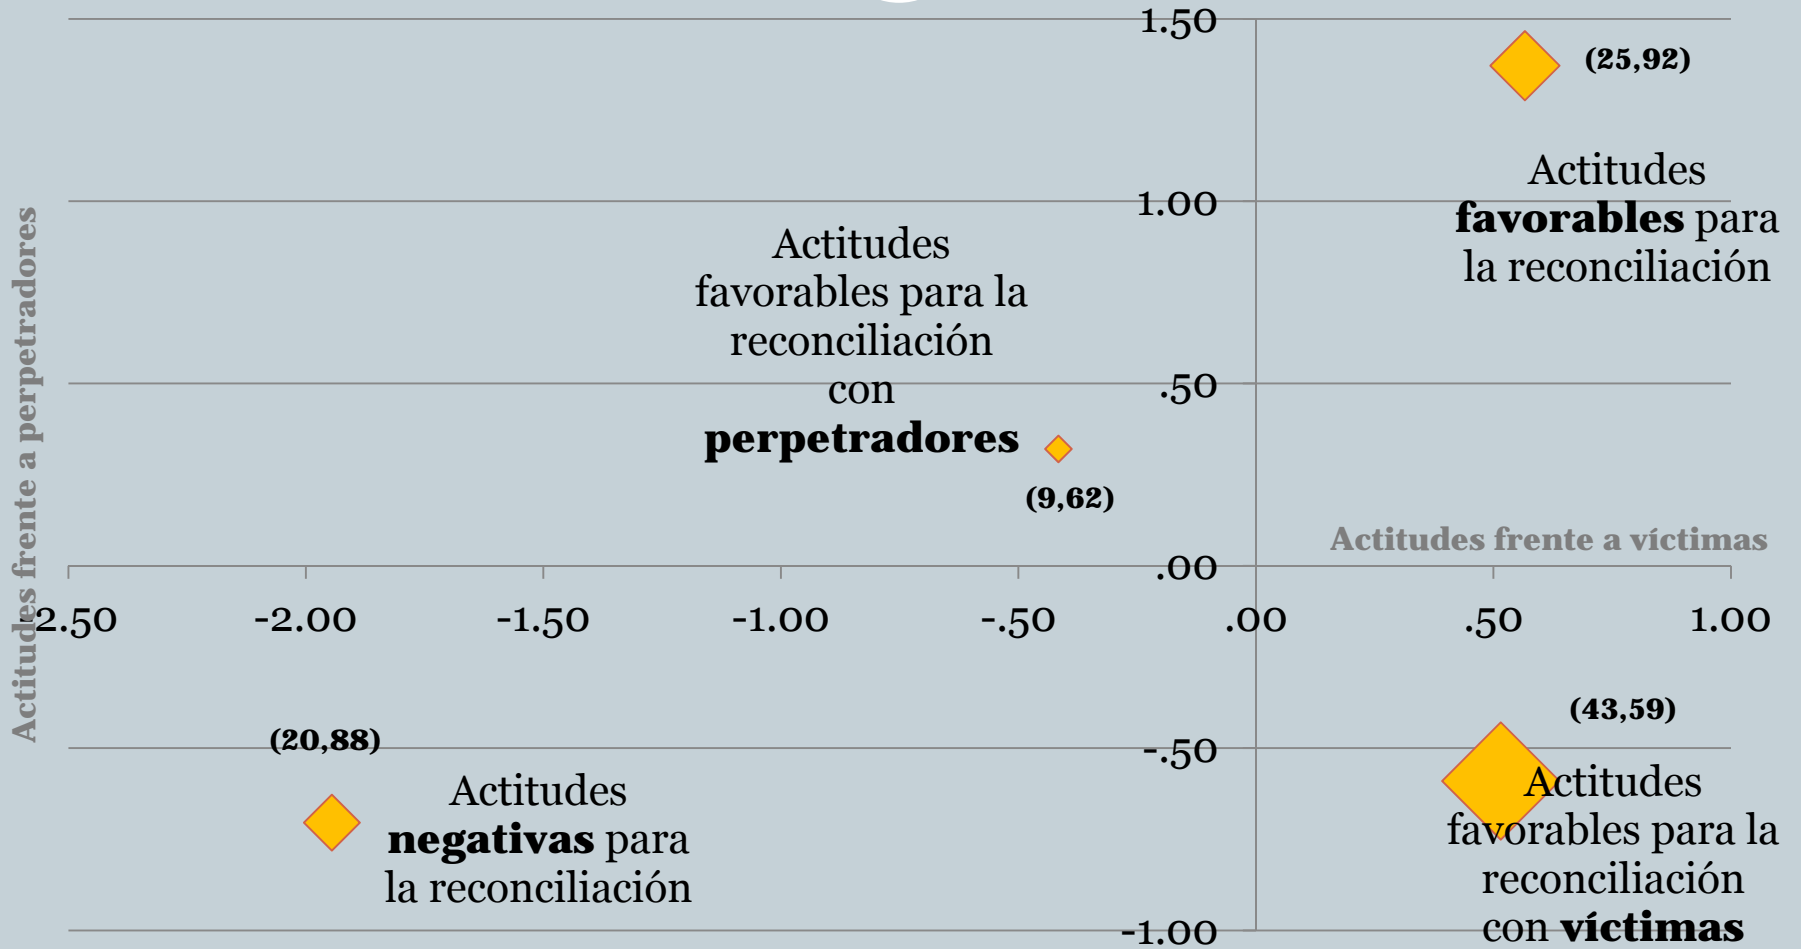 1.50
(25,92)
Actitudes
favorables para
la reconciliación
1.00
Actitudes
favorables para la
reconciliación
con
perpetradores
.50
(9,62)
Actitudes frente a perpetradores
Actitudes frente a víctimas
.00
-2.50 -2.00 -1.50 -1.00 -.50 .00 .50 1.00
(43,59)
(20,88)
-.50
Actitudes
negativas para
la reconciliación
Actitudes
favorables para la
reconciliación
con víctimas
-1.00